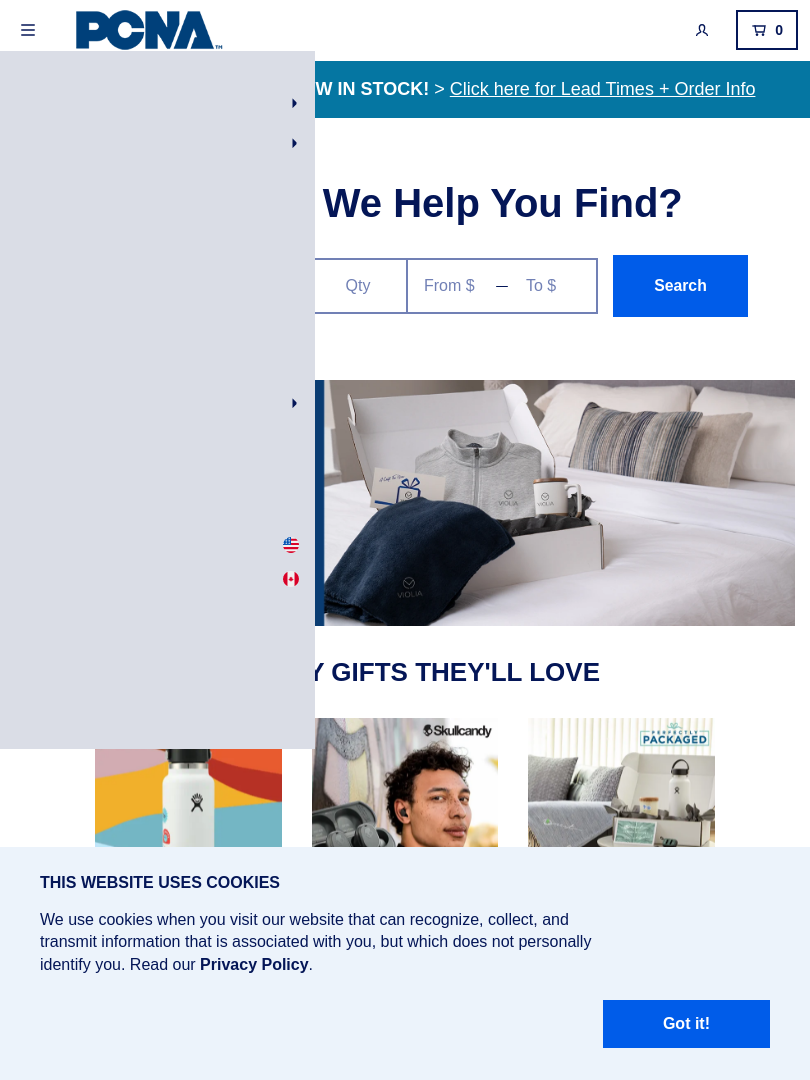 PCNA™
0
W IN STOCK! > Click here for Lead Times + Order Info
We Help You Find?
Qty
From $ — To $
Search
VIOLIA
VIOLIA
VIOLIA
Y GIFTS THEY'LL LOVE
Skullcandy
PERFECTLY
PACKAGED
THIS WEBSITE USES COOKIES
We use cookies when you visit our website that can recognize, collect, and
transmit information that is associated with you, but which does not personally
identify you. Read our Privacy Policy.
Got it!